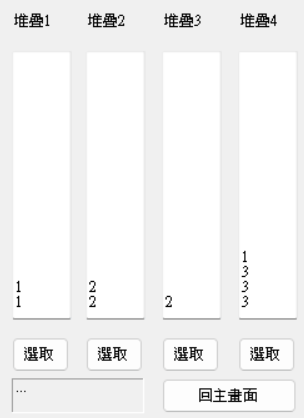 堆疊1 堆疊2 堆疊3 堆疊4
1
3
1 2 3
1 2 2 3
選取 選取 選取 選取
... 回主畫面